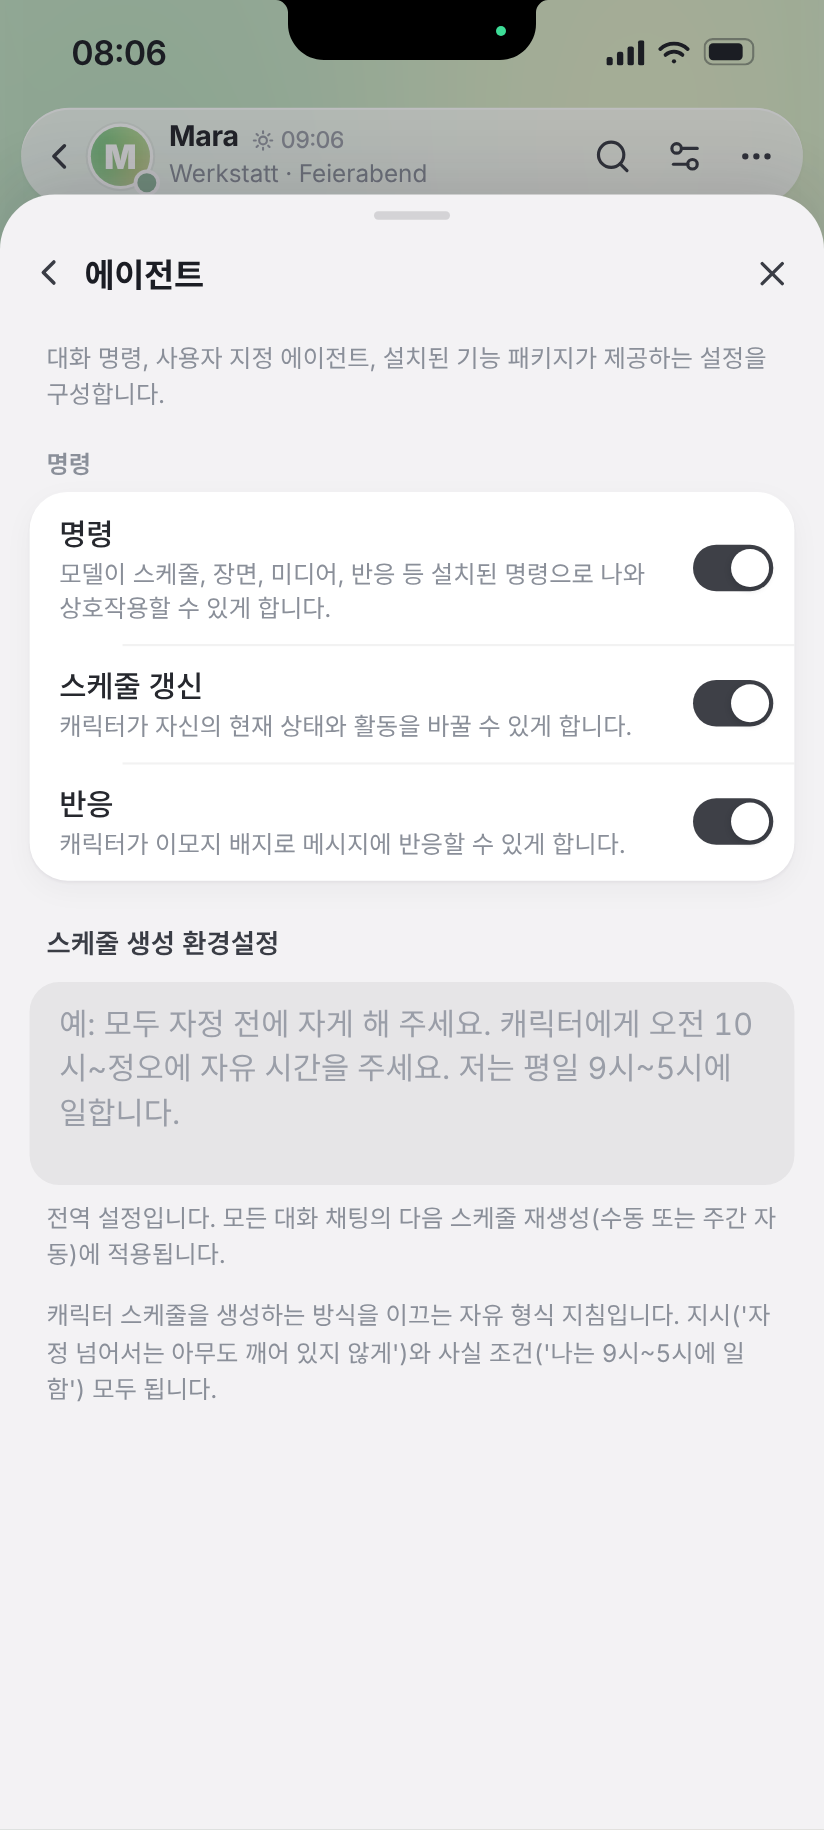 08:06
M
Mara 09:06
Werkstatt · Feierabend
에이전트
대화 명령, 사용자 지정 에이전트, 설치된 기능 패키지가 제공하는 설정을
구성합니다.
명령
명령
모델이 스케줄, 장면, 미디어, 반응 등 설치된 명령으로 나와
상호작용할 수 있게 합니다.
스케줄 갱신
캐릭터가 자신의 현재 상태와 활동을 바꿀 수 있게 합니다.
반응
캐릭터가 이모지 배지로 메시지에 반응할 수 있게 합니다.
스케줄 생성 환경설정
예: 모두 자정 전에 자게 해 주세요. 캐릭터에게 오전 10
시~정오에 자유 시간을 주세요. 저는 평일 9시~5시에
일합니다.
전역 설정입니다. 모든 대화 채팅의 다음 스케줄 재생성(수동 또는 주간 자
동)에 적용됩니다.
캐릭터 스케줄을 생성하는 방식을 이끄는 자유 형식 지침입니다. 지시('자
정 넘어서는 아무도 깨어 있지 않게')와 사실 조건('나는 9시~5시에 일
함') 모두 됩니다.